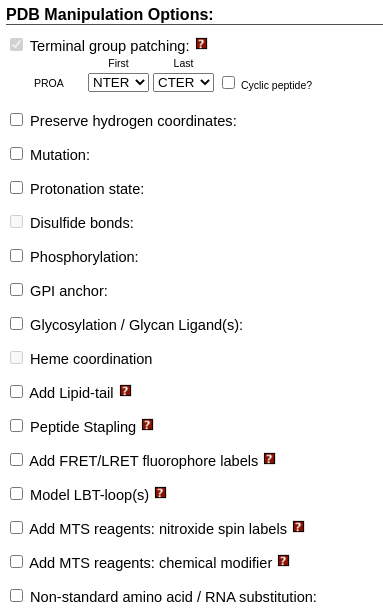 PDB Manipulation Options:
Terminal group patching: ?
First Last
PROA NTER CTER Cyclic peptide?
Preserve hydrogen coordinates:
Mutation:
Protonation state:
Disulfide bonds:
Phosphorylation:
GPI anchor:
Glycosylation / Glycan Ligand(s):
Heme coordination
Add Lipid-tail ?
Peptide Stapling ?
Add FRET/LRET fluorophore labels ?
Model LBT-loop(s) ?
Add MTS reagents: nitroxide spin labels ?
Add MTS reagents: chemical modifier ?
Non-standard amino acid / RNA substitution: